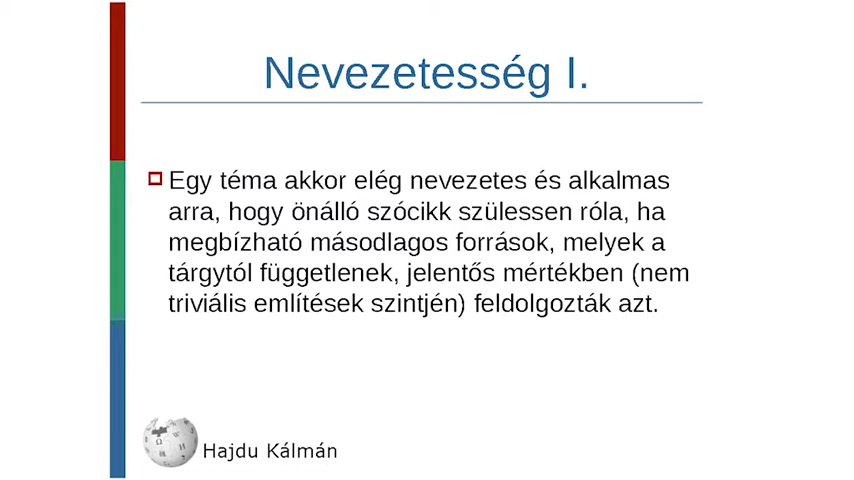 Nevezetesség I.
Egy téma akkor elég nevezetes és alkalmas
arra, hogy önálló szócikk szülessen róla, ha
megbízható másodlagos források, melyek a
tárgytól függetlenek, jelentős mértékben (nem
triviális említések szintjén) feldolgozták azt.
Hajdu Kálmán